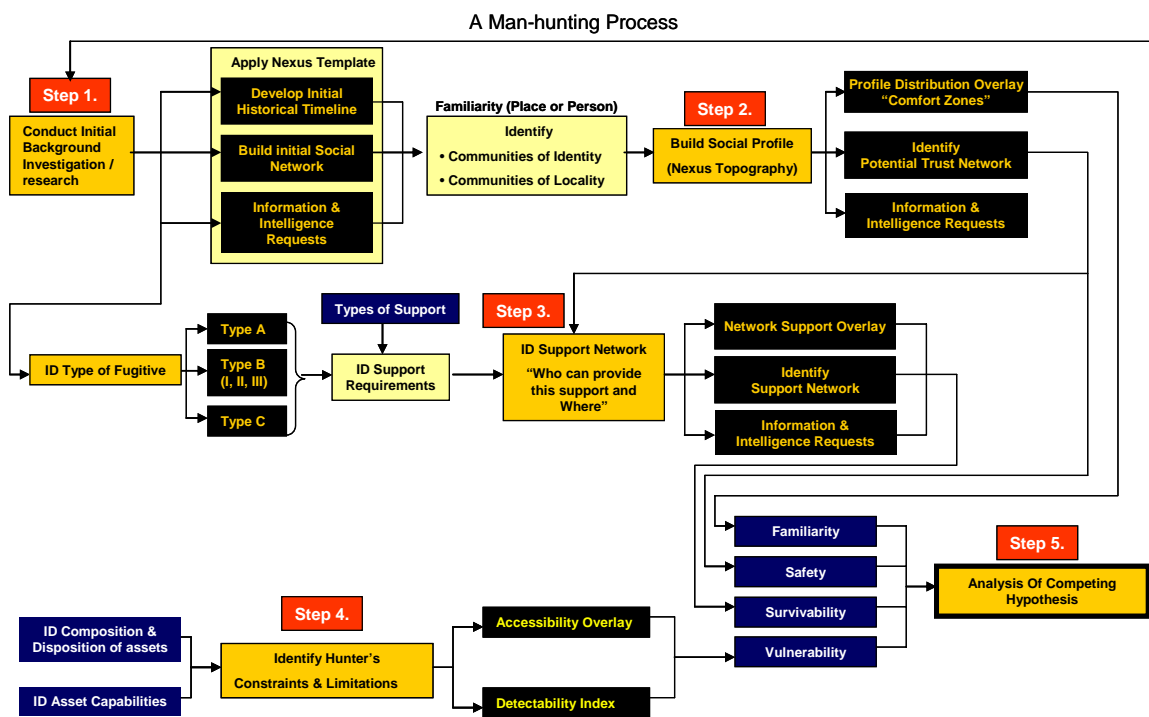 A Man-hunting Process
Step 1.
Conduct Initial
Background
Investigation /
research
Apply Nexus Template
Develop Initial
Historical Timeline
Build initial Social
Network
Information &
Intelligence
Requests
Familiarity (Place or Person)
Identify
• Communities of Identity
• Communities of Locality
Step 2.
Build Social Profile
(Nexus Topography)
Profile Distribution Overlay
“Comfort Zones”
Identify
Potential Trust Network
Information &
Intelligence Requests
ID Type of Fugitive
Type A
Type B
(I, II, III)
Type C
Types of Support
ID Support
Requirements
Step 3.
ID Support Network
“Who can provide
this support and
Where”
Network Support Overlay
Identify
Support Network
Information &
Intelligence Requests
Familiarity
Safety
Survivability
Vulnerability
Step 5.
Analysis Of Competing
Hypothesis
Step 4.
ID Composition &
Disposition of assets
ID Asset Capabilities
Identify Hunter’s
Constraints & Limitations
Accessibility Overlay
Detectability Index